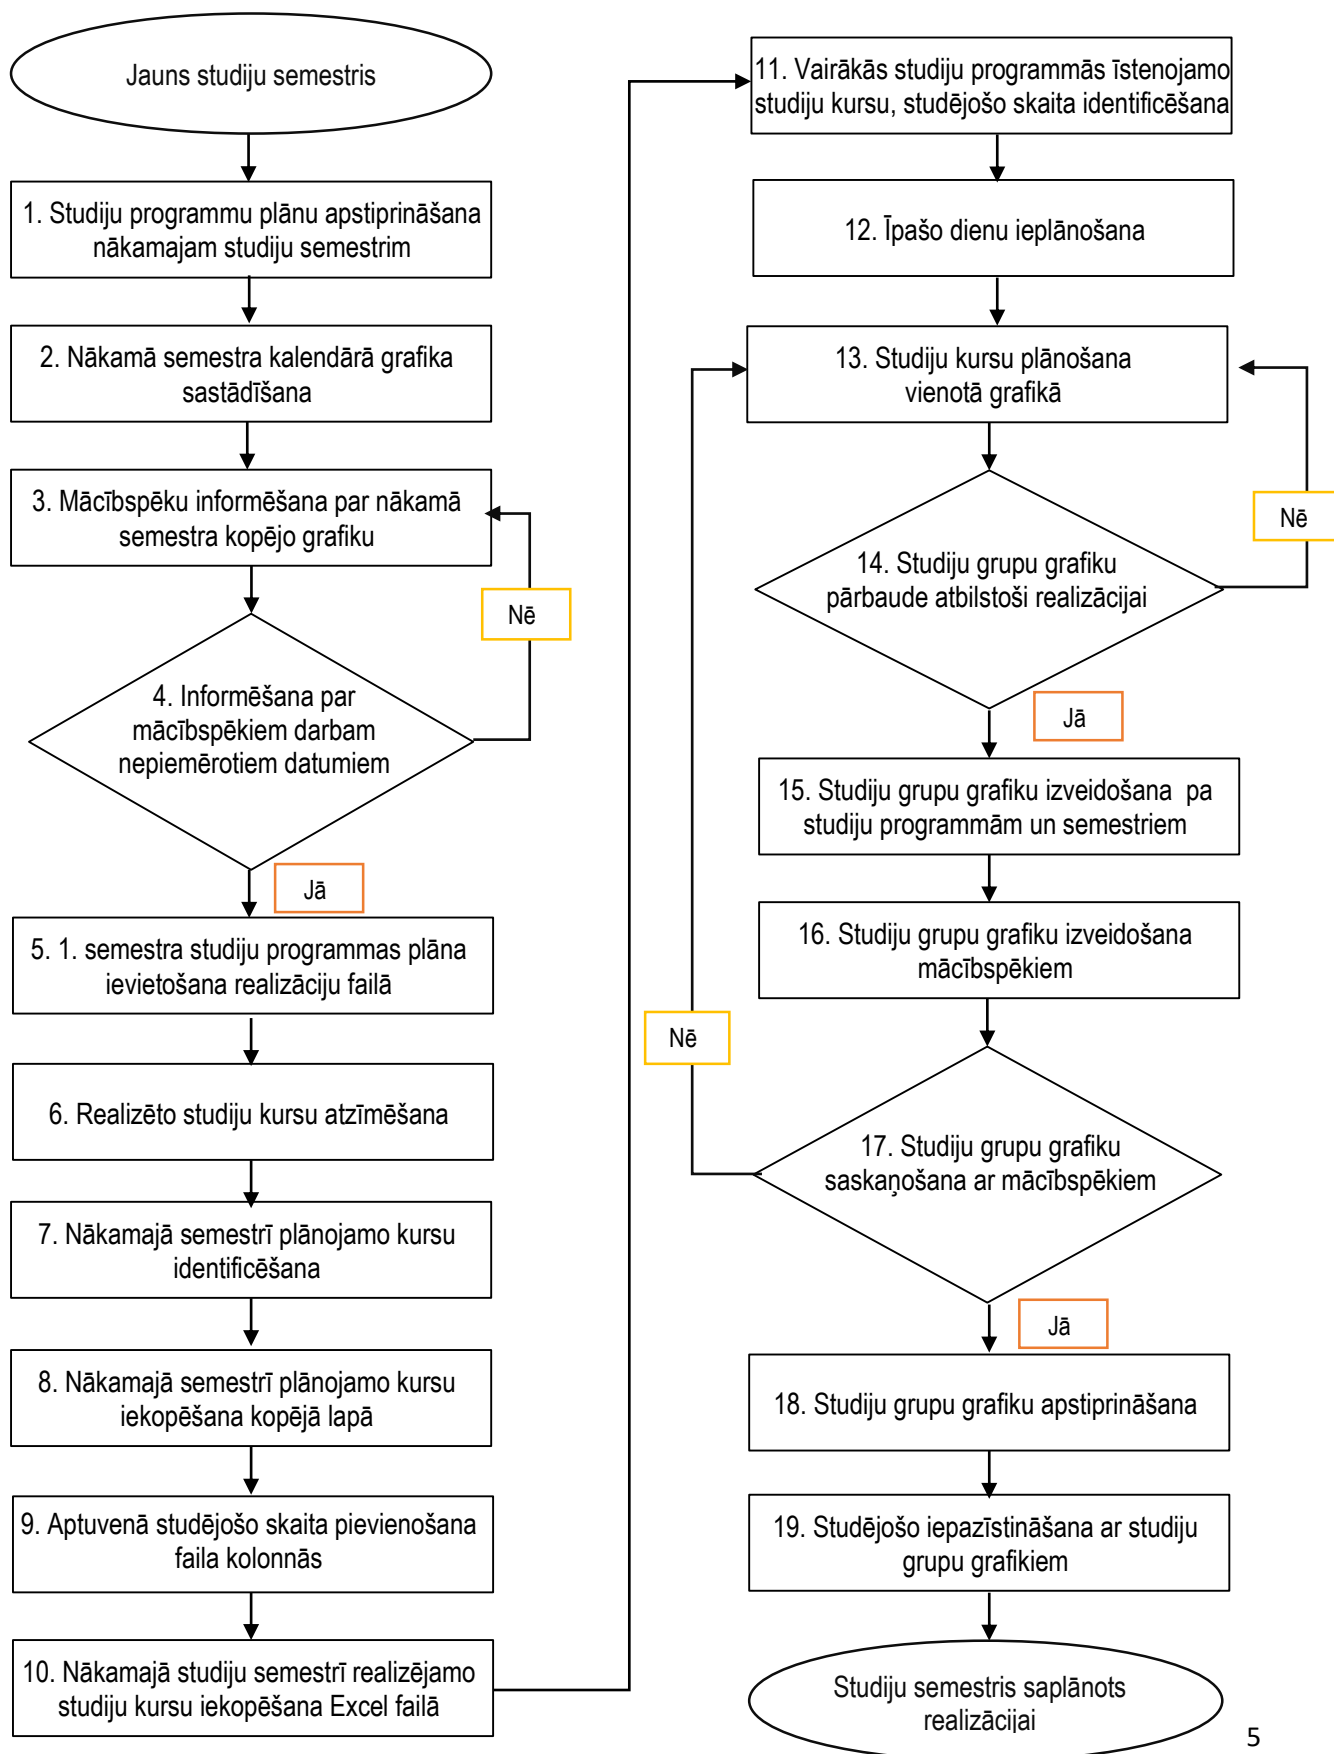 Jauns studiju semestris
1. Studiju programmu plānu apstiprināšana
nākamajam studiju semestrim
2. Nākamā semestra kalendārā grafika
sastādīšana
3. Mācībspēku informēšana par nākamā
semestra kopējo grafiku
Nē
4. Informēšana par
mācībspēkiem darbam
nepiemērotiem datumiem
Jā
5. 1. semestra studiju programmas plāna
ievietošana realizāciju failā
6. Realizēto studiju kursu atzīmēšana
7. Nākamajā semestrī plānojamo kursu
identificēšana
8. Nākamajā semestrī plānojamo kursu
iekopēšana kopējā lapā
9. Aptuvenā studējošo skaita pievienošana
faila kolonnās
10. Nākamajā studiju semestrī realizējamo
studiju kursu iekopēšana Excel failā
11. Vairākās studiju programmās īstenojamo
studiju kursu, studējošo skaita identificēšana
12. Īpašo dienu ieplānošana
13. Studiju kursu plānošana
vienotā grafikā
Nē
14. Studiju grupu grafiku
pārbaude atbilstoši realizācijai
Jā
15. Studiju grupu grafiku izveidošana pa
studiju programmām un semestriem
16. Studiju grupu grafiku izveidošana
mācībspēkiem
Nē
17. Studiju grupu grafiku
saskaņošana ar mācībspēkiem
Jā
18. Studiju grupu grafiku apstiprināšana
19. Studējošo iepazīstināšana ar studiju
grupu grafikiem
Studiju semestris saplānots
realizācijai
5